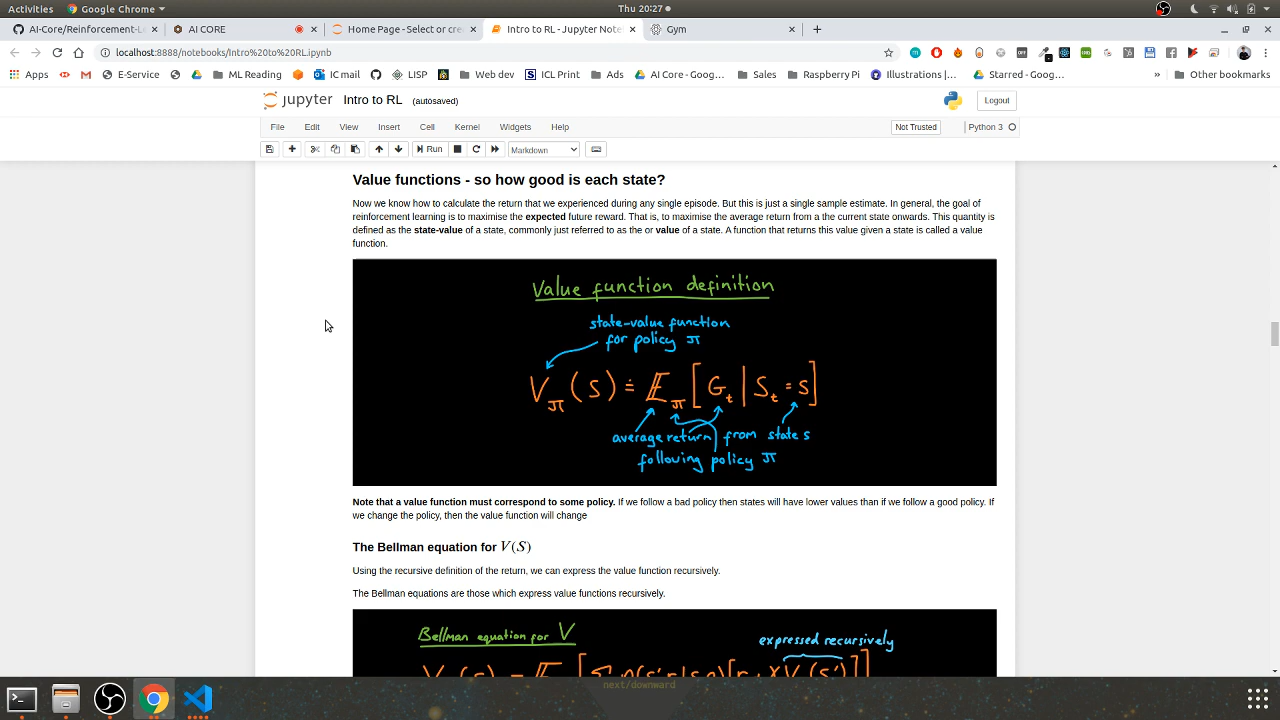 Activities
Google Chrome
Thu 20:27
AI-Core/Reinforcement-L
AI CORE
Home Page - Select or cre
Intro to RL - Jupyter Note
Gym
localhost:8888/notebooks/Intro%20to%20RL.ipynb
Apps
E-Service
ML Reading
IC mail
LISP
Web dev
ICL Print
Ads
AI Core - Goog...
Sales
Raspberry Pi
Illustrations |...
Starred - Goog...
»
Other bookmarks
jupyter
Intro to RL
(autosaved)
Logout
File
Edit
View
Insert
Cell
Kernel
Widgets
Help
Not Trusted
Python 3
Run
Markdown
Value functions - so how good is each state?
Now we know how to calculate the return that we experienced during any single episode. But this is just a single sample estimate. In general, the goal of
reinforcement learning is to maximise the expected future reward. That is, to maximise the average return from a the current state onwards. This quantity is
defined as the state-value of a state, commonly just referred to as the or value of a state. A function that returns this value given a state is called a value
function.
Value function definition
state-value function
for policy π
V_π(s) ≐ 𝔼_π[G_t | S_t = s]
average return from state s
following policy π
Note that a value function must correspond to some policy. If we follow a bad policy then states will have lower values than if we follow a good policy. If
we change the policy, then the value function will change
The Bellman equation for V(S)
Using the recursive definition of the return, we can express the value function recursively.
The Bellman equations are those which express value functions recursively.
Bellman equation for V
expressed recursively
next/downward